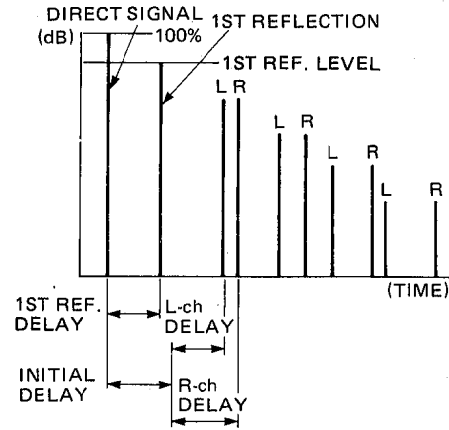 DIRECT SIGNAL
(dB)
100%
1ST REFLECTION
1ST REF. LEVEL
L R
L R
L R
L R
(TIME)
1ST REF.
DELAY
L-ch
DELAY
INITIAL
DELAY
R-ch
DELAY